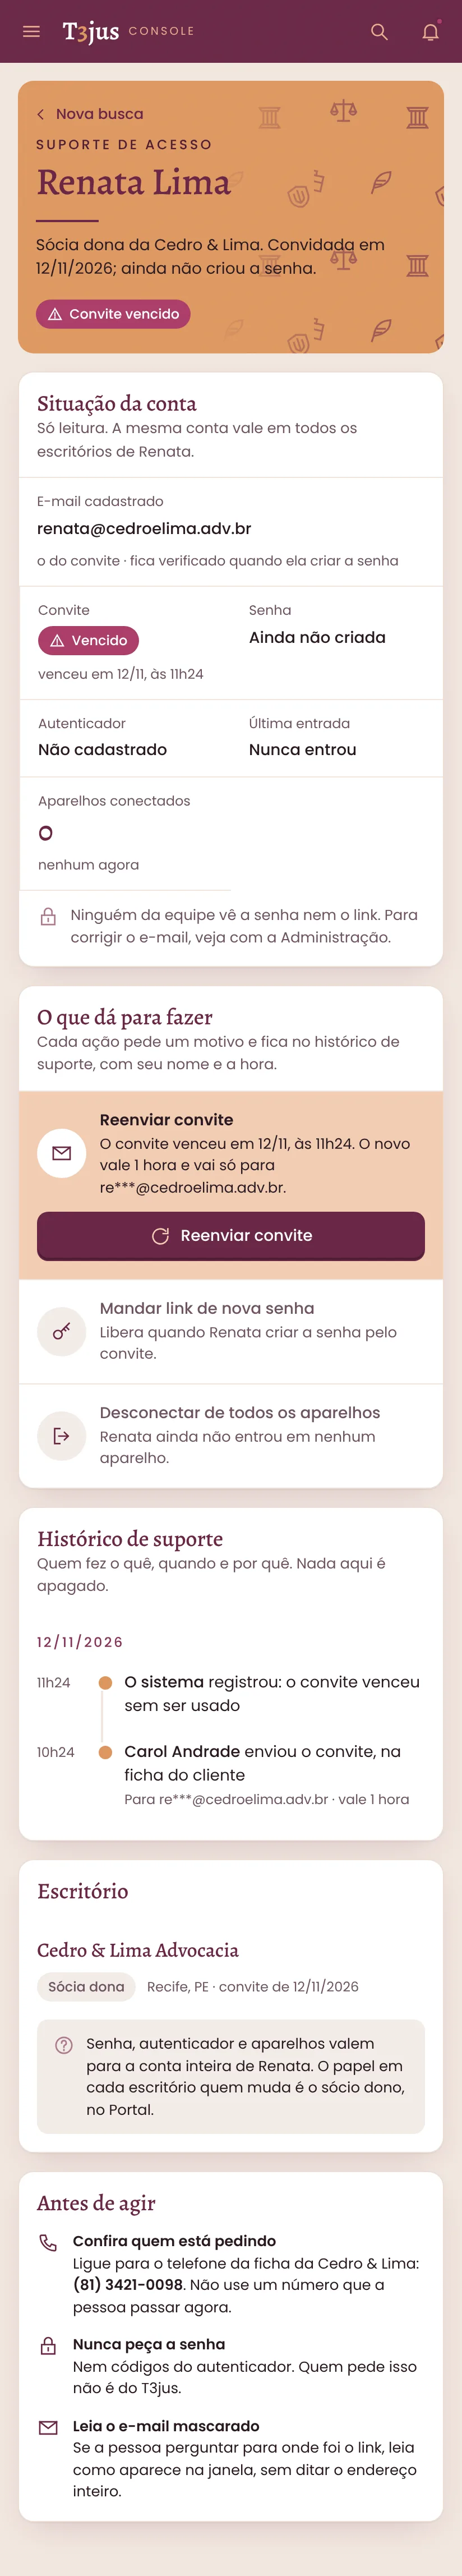 T3jus CONSOLE
Nova busca
SUPORTE DE ACESSO
Renata Lima
Sócia dona da Cedro & Lima. Convidada em
12/11/2026; ainda não criou a senha.
Convite vencido
Situação da conta
Só leitura. A mesma conta vale em todos os
escritórios de Renata.
E-mail cadastrado
renata@cedroelima.adv.br
o do convite · fica verificado quando ela criar a senha
Convite
Vencido
venceu em 12/11, às 11h24
Senha
Ainda não criada
Autenticador
Não cadastrado
Última entrada
Nunca entrou
Aparelhos conectados
0
nenhum agora
Ninguém da equipe vê a senha nem o link. Para
corrigir o e-mail, veja com a Administração.
O que dá para fazer
Cada ação pede um motivo e fica no histórico de
suporte, com seu nome e a hora.
Reenviar convite
O convite venceu em 12/11, às 11h24. O novo
vale 1 hora e vai só para
re***@cedroelima.adv.br.
Reenviar convite
Mandar link de nova senha
Libera quando Renata criar a senha pelo
convite.
Desconectar de todos os aparelhos
Renata ainda não entrou em nenhum
aparelho.
Histórico de suporte
Quem fez o quê, quando e por quê. Nada aqui é
apagado.
12/11/2026
11h24
O sistema registrou: o convite venceu
sem ser usado
10h24
Carol Andrade enviou o convite, na
ficha do cliente
Para re***@cedroelima.adv.br · vale 1 hora
Escritório
Cedro & Lima Advocacia
Sócia dona
Recife, PE · convite de 12/11/2026
Senha, autenticador e aparelhos valem
para a conta inteira de Renata. O papel em
cada escritório quem muda é o sócio dono,
no Portal.
Antes de agir
Confira quem está pedindo
Ligue para o telefone da ficha da Cedro & Lima:
(81) 3421-0098. Não use um número que a
pessoa passar agora.
Nunca peça a senha
Nem códigos do autenticador. Quem pede isso
não é do T3jus.
Leia o e-mail mascarado
Se a pessoa perguntar para onde foi o link, leia
como aparece na janela, sem ditar o endereço
inteiro.